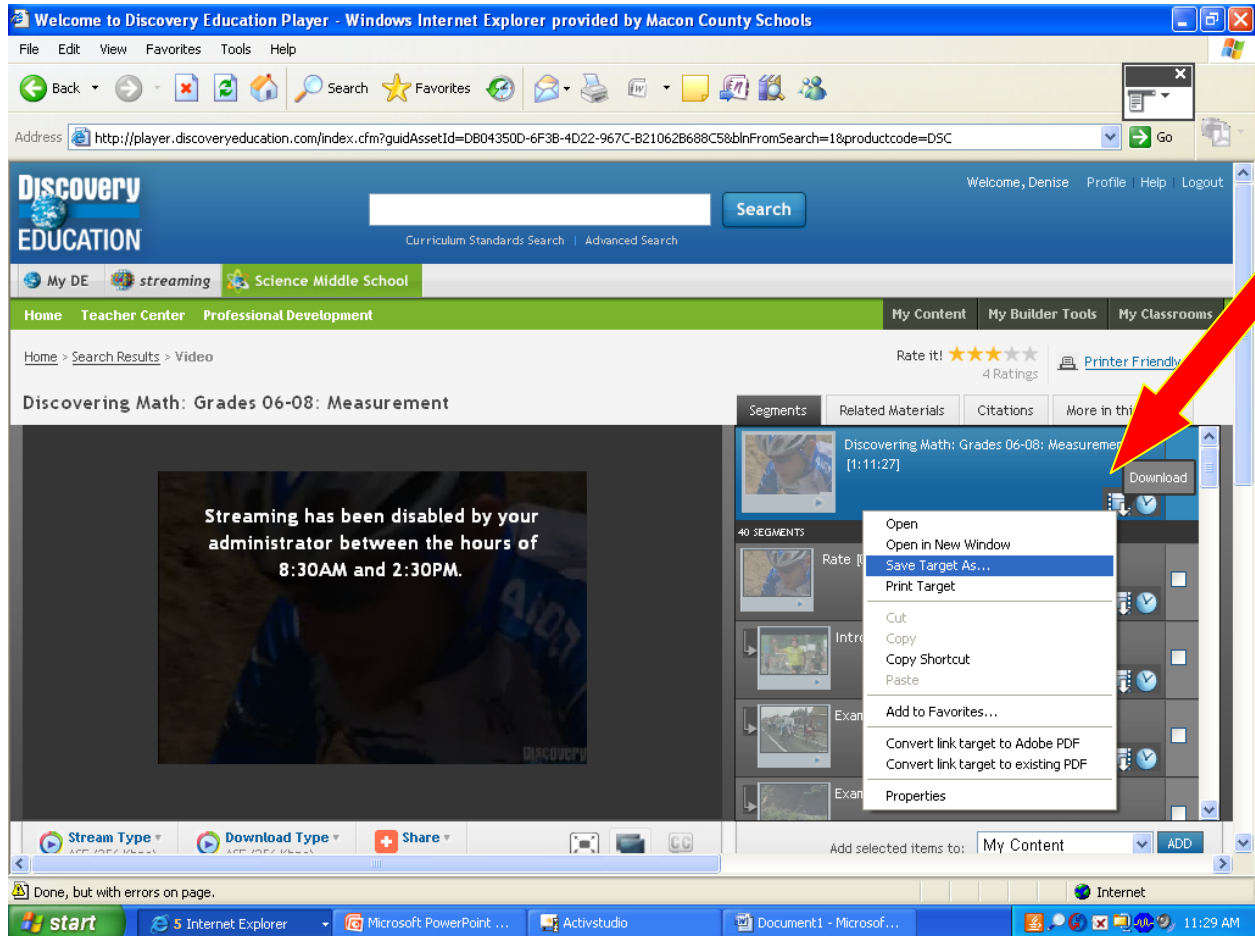 Welcome to Discovery Education Player - Windows Internet Explorer provided by Macon County Schools
File Edit View Favorites Tools Help
Back Search Favorites
Address http://player.discoveryeducation.com/index.cfm?guidAssetId=DB04350D-6F3B-4D22-967C-B21062B688C5&blnFromSearch=1&productcode=DSC Go
Welcome, Denise Profile | Help | Logout
Discovery
EDUCATION
Search
Curriculum Standards Search | Advanced Search
My DE streaming Science Middle School
Home Teacher Center Professional Development My Content My Builder Tools My Classrooms
Home > Search Results > Video
Rate it!
4 Ratings
Printer Friendly
Discovering Math: Grades 06-08: Measurement
Segments Related Materials Citations More in thi
Discovering Math: Grades 06-08: Measuremen
[1:11:27]
Download
Streaming has been disabled by your
administrator between the hours of
8:30AM and 2:30PM.
Discovery
40 SEGMENTS
Rate [
Intro
Exam
Exam
Open
Open in New Window
Save Target As...
Print Target
Cut
Copy
Copy Shortcut
Paste
Add to Favorites...
Convert link target to Adobe PDF
Convert link target to existing PDF
Properties
Stream Type Download Type Share CC
Add selected items to: My Content ADD
Done, but with errors on page. Internet
start 5 Internet Explorer Microsoft PowerPoint ... Activstudio Document1 - Microsof... 11:29 AM